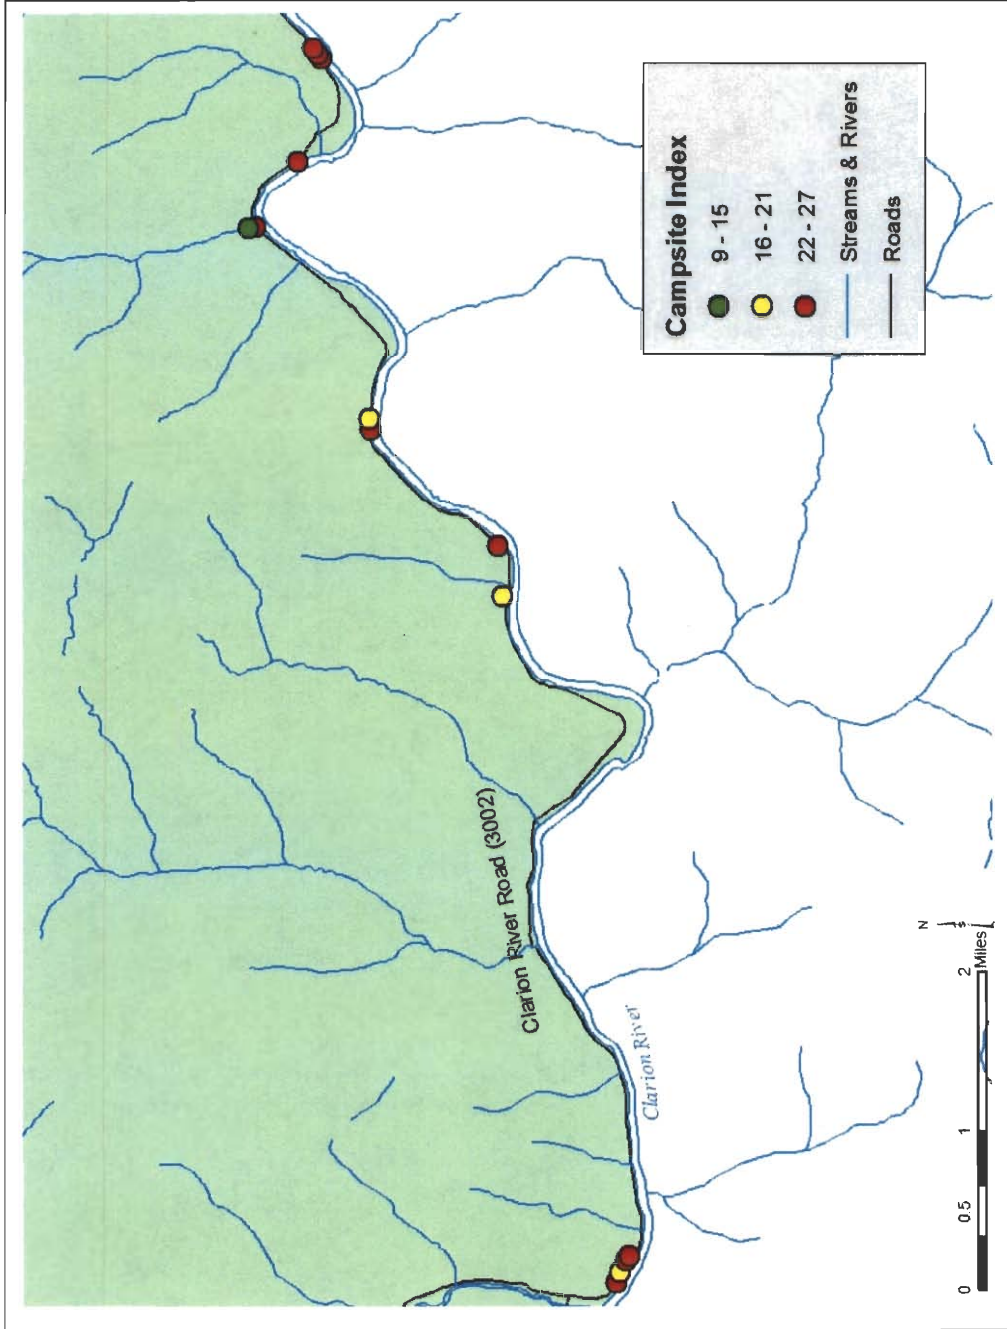 Clarion River Road (3002)
Clarion River
Campsite Index
9 - 15
16 - 21
22 - 27
Streams & Rivers
Roads
N
0 0.5 1 2
Miles